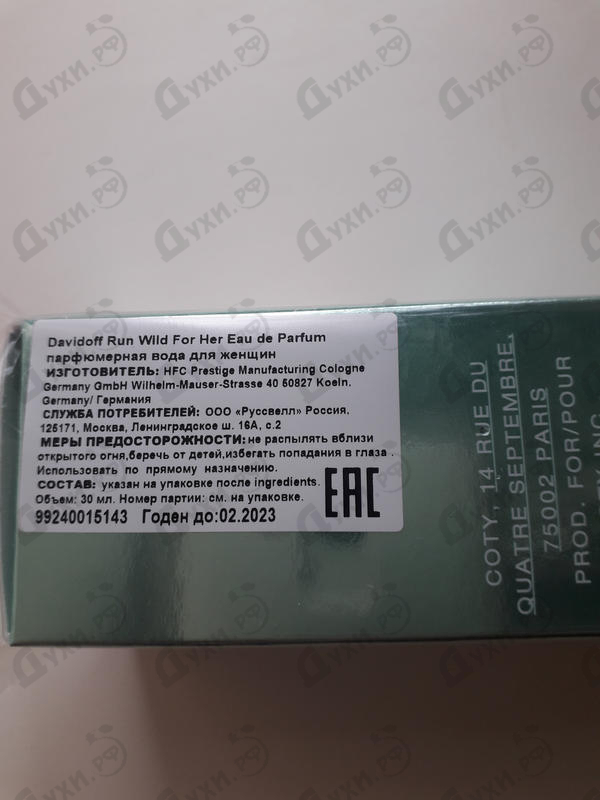 Davidoff Run Wild For Her Eau de Parfum
парфюмерная вода для женщин
ИЗГОТОВИТЕЛЬ: HFC Prestige Manufacturing Cologne
Germany GmbH Wilhelm-Mauser-Strasse 40 50827 Koeln.
Germany/ Германия
СЛУЖБА ПОТРЕБИТЕЛЕЙ: ООО «Руссвелл» Россия,
125171, Москва, Ленинградское ш. 16А, с.2
МЕРЫ ПРЕДОСТОРОЖНОСТИ: не распылять вблизи
открытого огня,беречь от детей,избегать попадания в глаза .
Использовать по прямому назначению.
СОСТАВ: указан на упаковке после ingredients.
Объем: 30 мл. Номер партии: см. на упаковке.
99240015143 Годен до:02.2023
EAC
COTY, 14 RUE DU
QUATRE SEPTEMBRE,
75002 PARIS
PROD. FOR/POUR
INC.
Духи.РФ